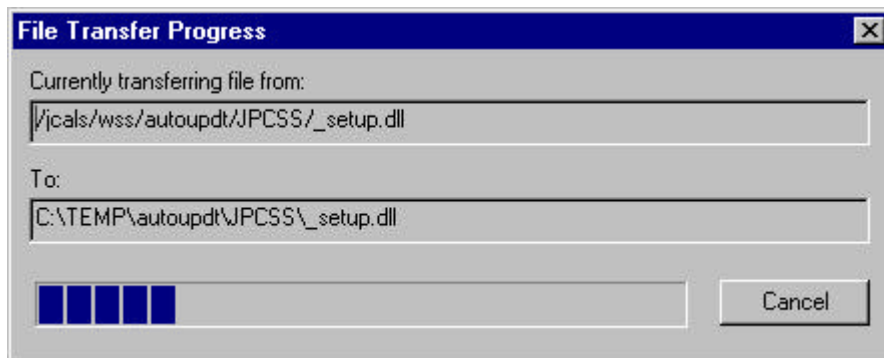 File Transfer Progress
Currently transferring file from:
/jcals/wss/autoupdt/JPCSS/_setup.dll
To:
C:\TEMP\autoupdt\JPCSS\_setup.dll
Cancel